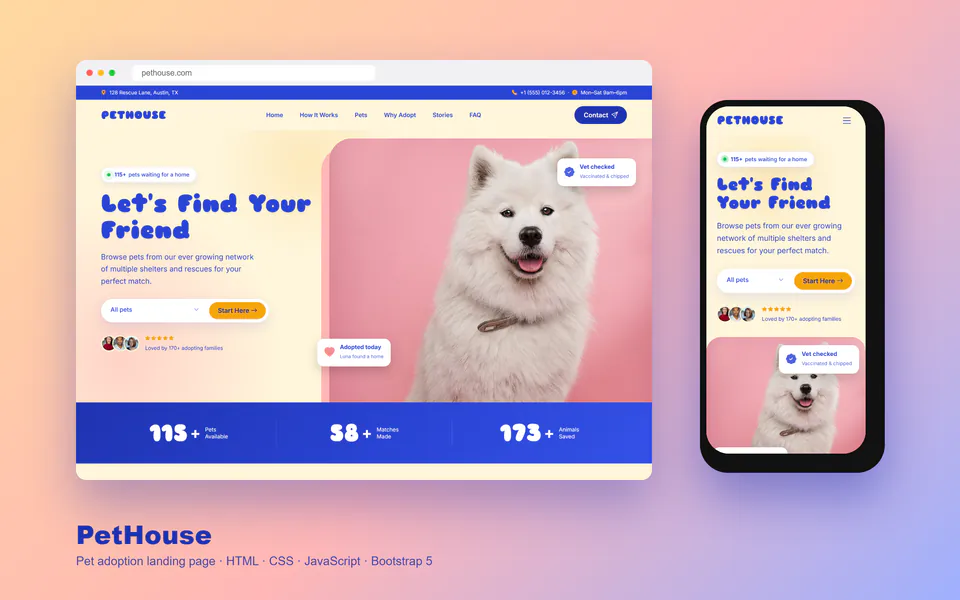 pethouse.com
128 Rescue Lane, Austin, TX
+1 (555) 012-3456 · Mon–Sat 9am–6pm
PETHOUSE
Home How It Works Pets Why Adopt Stories FAQ
Contact
115+ pets waiting for a home
Let's Find Your
Friend
Browse pets from our ever growing network
of multiple shelters and rescues for your
perfect match.
All pets
Start Here →
Loved by 170+ adopting families
Vet checked
Vaccinated & chipped
Adopted today
Luna found a home
115 +
Pets
Available
58 +
Matches
Made
173 +
Animals
Saved
PETHOUSE
115+ pets waiting for a home
Let's Find
Your Friend
Browse pets from our ever growing
network of multiple shelters and
rescues for your perfect match.
All pets
Start Here →
Loved by 170+ adopting families
Vet checked
Vaccinated & chipped
PetHouse
Pet adoption landing page · HTML · CSS · JavaScript · Bootstrap 5